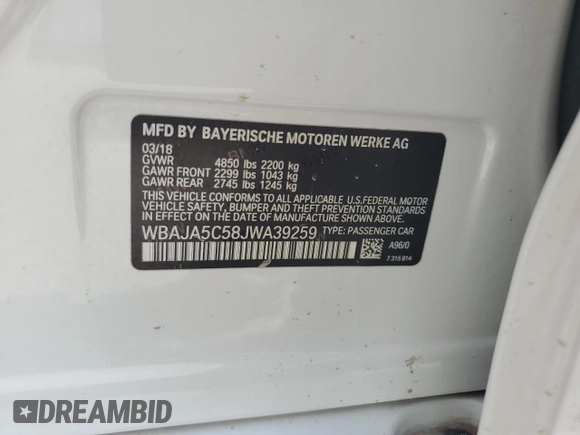 MFD BY BAYERISCHE MOTOREN WERKE AG
03/18
GVWR 4850 lbs 2200 kg
GAWR FRONT 2299 lbs 1043 kg
GAWR REAR 2745 lbs 1245 kg
THIS VEHICLE CONFORMS TO ALL APPLICABLE U.S.FEDERAL MOTOR
VEHICLE SAFETY, BUMPER, AND THEFT PREVENTION STANDARDS
IN EFFECT ON THE DATE OF MANUFACTURE SHOWN ABOVE.
WBAJA5C58JWA39259 TYPE: PASSENGER CAR
A96/0
7 315 814
DREAMBID